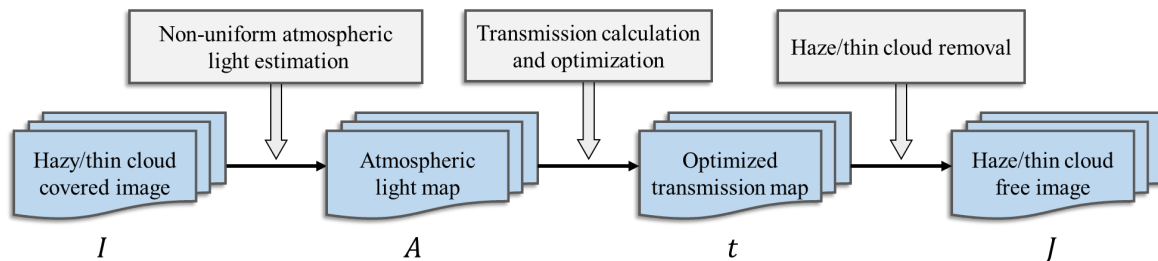 Non-uniform atmospheric
light estimation
Transmission calculation
and optimization
Haze/thin cloud removal
Hazy/thin cloud
covered image
Atmospheric
light map
Optimized
transmission map
Haze/thin cloud
free image
I
A
t
J